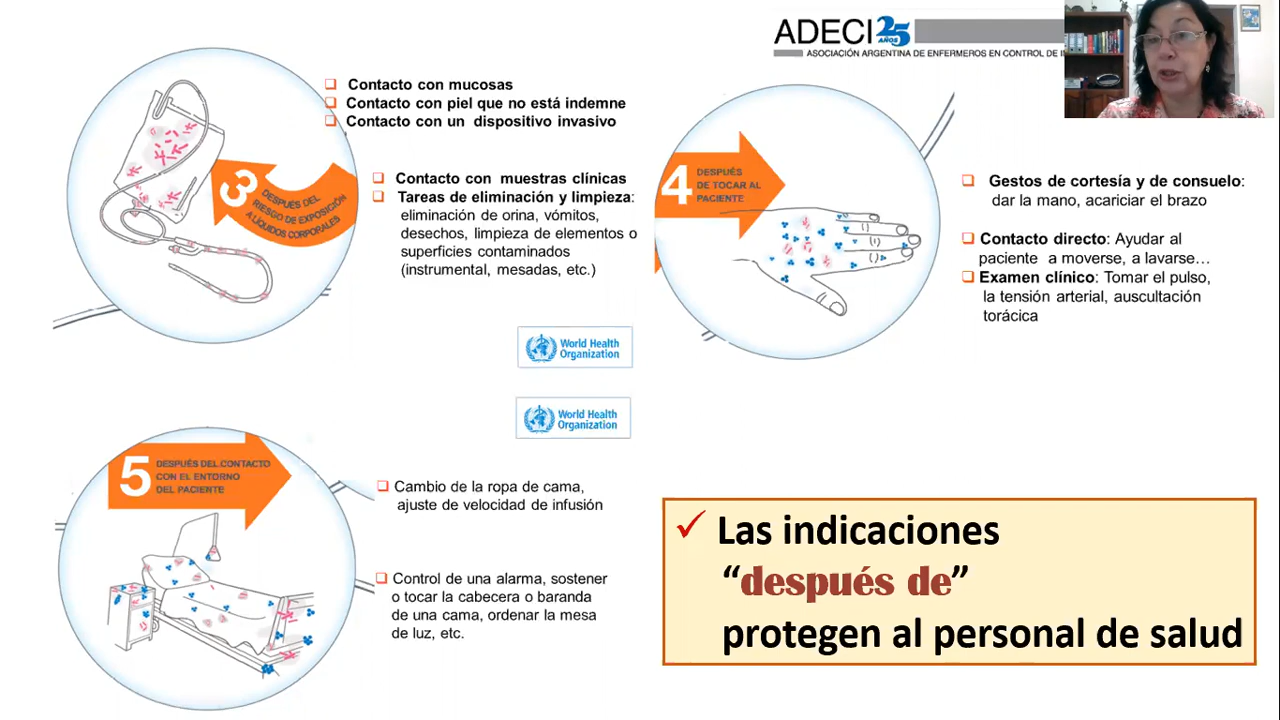 ADECI 25 AÑOS
ASOCIACIÓN ARGENTINA DE ENFERMEROS EN CONTROL DE
Contacto con mucosas
Contacto con piel que no está indemne
Contacto con un dispositivo invasivo
3
DESPUÉS DEL
RIESGO DE EXPOSICIÓN
A LÍQUIDOS CORPORALES
Contacto con muestras clínicas
Tareas de eliminación y limpieza:
eliminación de orina, vómitos,
desechos, limpieza de elementos o
superficies contaminados
(instrumental, mesadas, etc.)
World Health
Organization
4
DESPUÉS
DE TOCAR AL
PACIENTE
Gestos de cortesía y de consuelo:
dar la mano, acariciar el brazo
Contacto directo: Ayudar al
paciente a moverse, a lavarse...
Examen clínico: Tomar el pulso,
la tensión arterial, auscultación
torácica
World Health
Organization
5
DESPUÉS DEL CONTACTO
CON EL ENTORNO
DEL PACIENTE
Cambio de la ropa de cama,
ajuste de velocidad de infusión
Control de una alarma, sostener
o tocar la cabecera o baranda
de una cama, ordenar la mesa
de luz, etc.
✓ Las indicaciones
“después de”
protegen al personal de salud